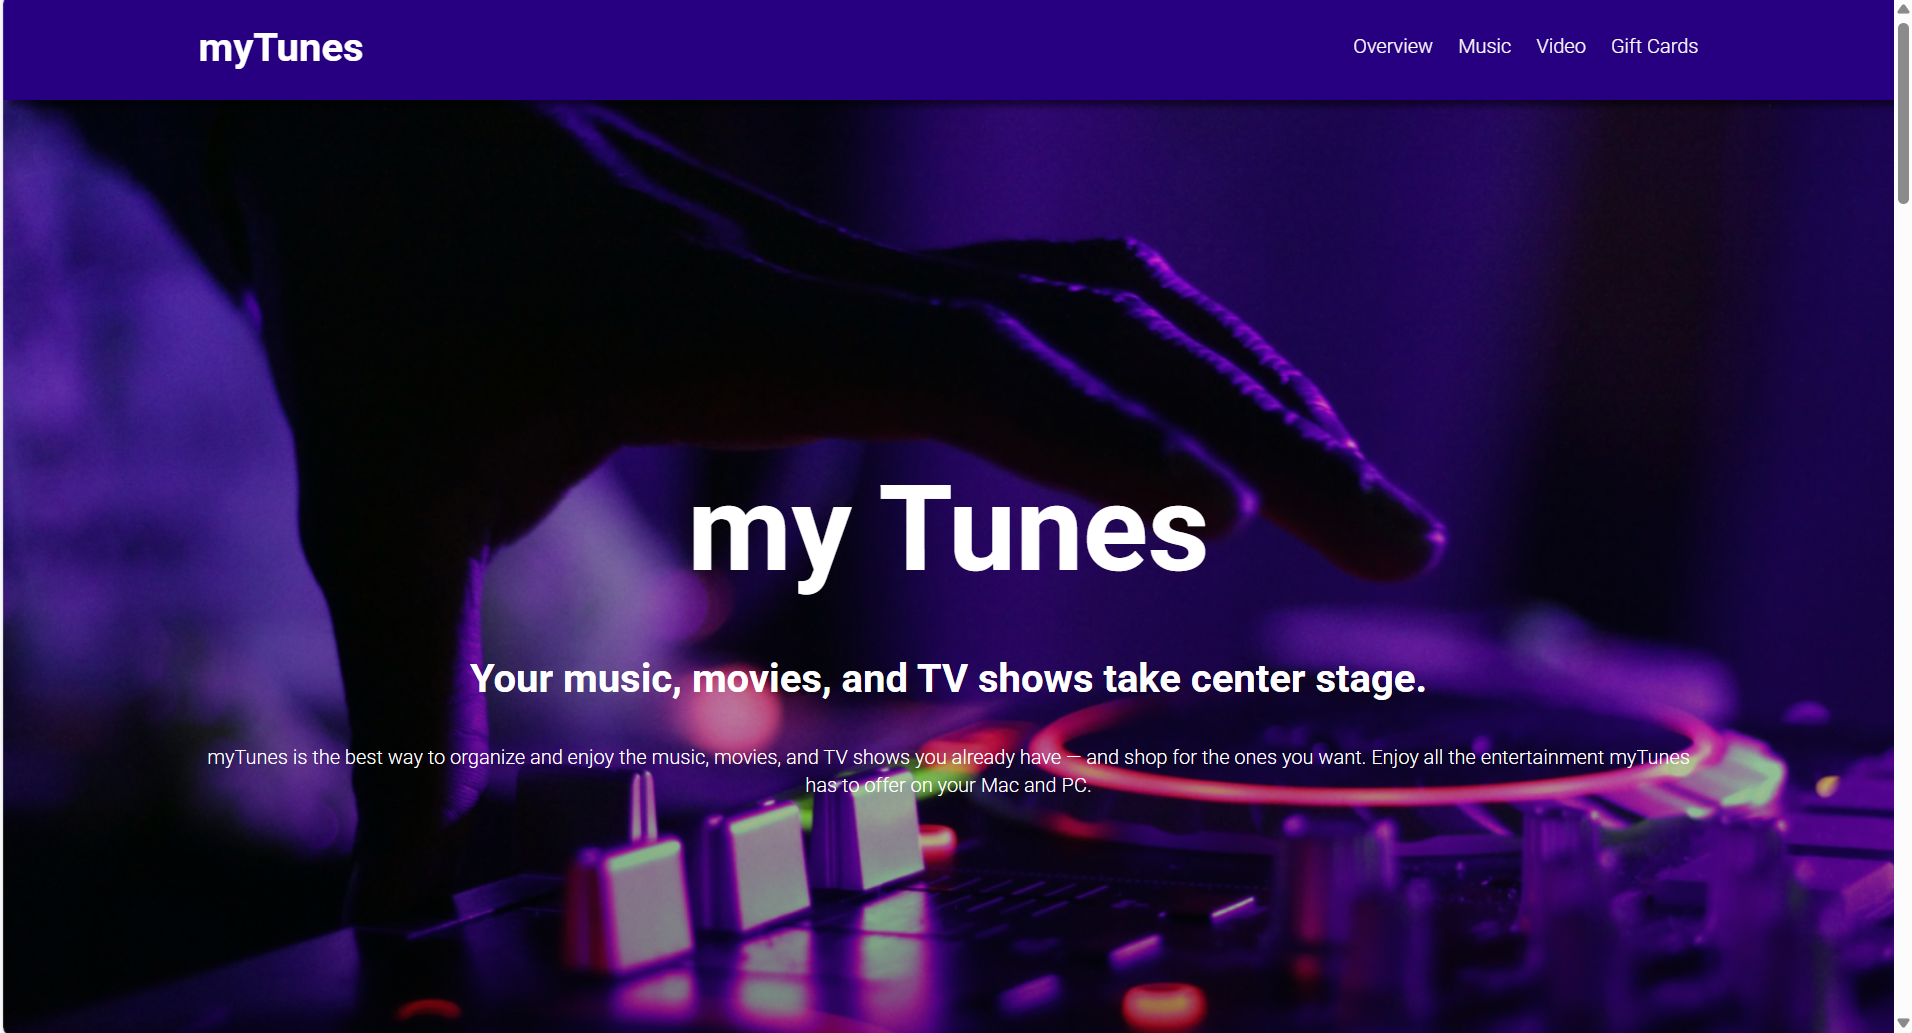 myTunes
Overview Music Video Gift Cards
my Tunes
Your music, movies, and TV shows take center stage.
myTunes is the best way to organize and enjoy the music, movies, and TV shows you already have — and shop for the ones you want. Enjoy all the entertainment myTunes
has to offer on your Mac and PC.